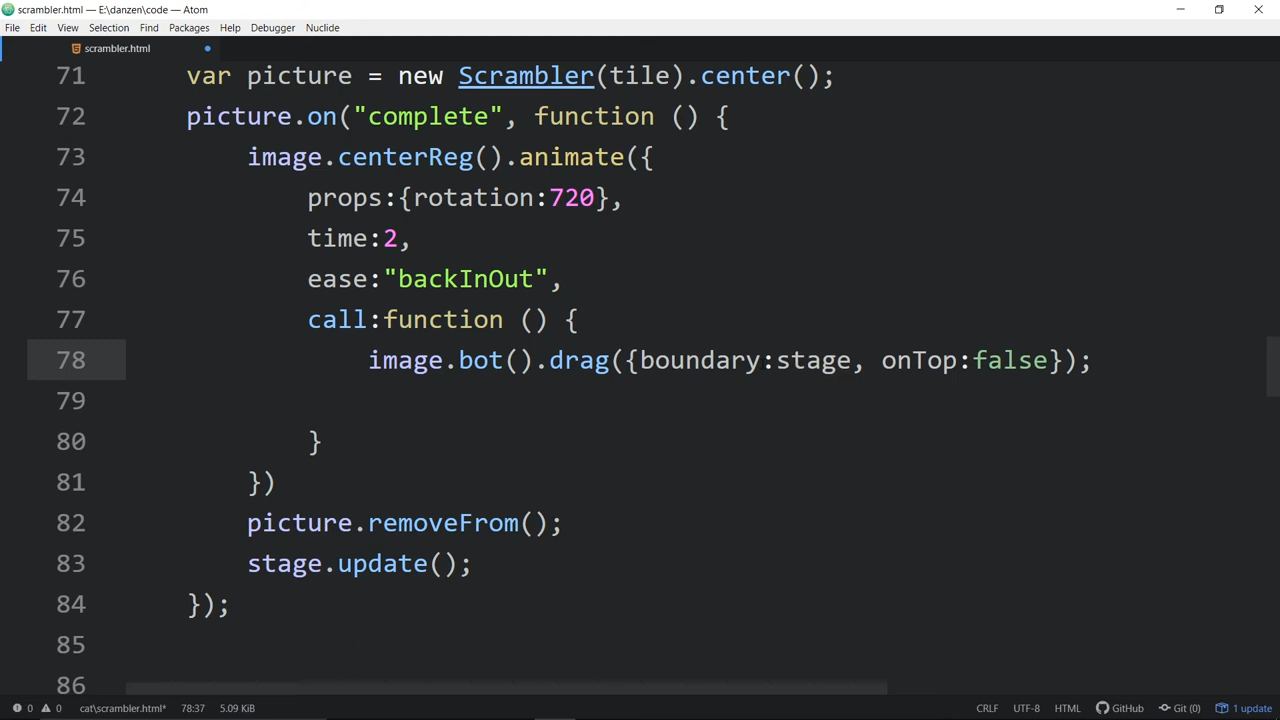 scrambler.html — E:\danzen\code — Atom
File Edit View Selection Find Packages Help Debugger Nuclide
scrambler.html
71 var picture = new Scrambler(tile).center();
72 picture.on("complete", function () {
73 image.centerReg().animate({
74 props:{rotation:720},
75 time:2,
76 ease:"backInOut",
77 call:function () {
78 image.bot().drag({boundary:stage, onTop:false});
79
80 }
81 })
82 picture.removeFrom();
83 stage.update();
84 });
85
86
0 0 cat\scrambler.html* 78:37 5.09 KiB CRLF UTF-8 HTML GitHub Git (0) 1 update